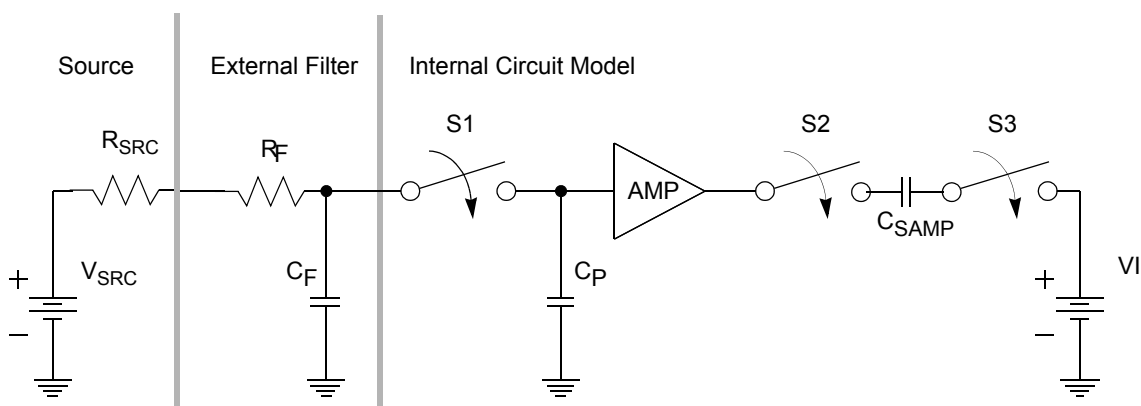 Source
External Filter
Internal Circuit Model
S1
S2
S3
RSRC
RF
AMP
CSAMP
+
VSRC
CF
CP
+
VI
–
–